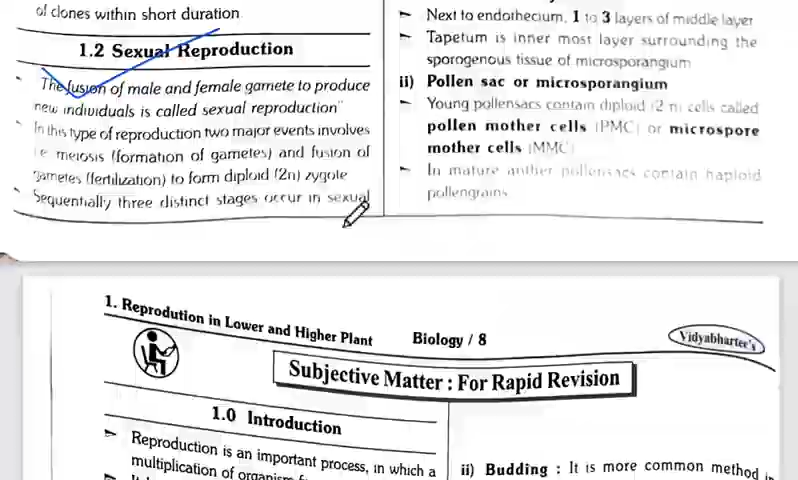 of clones within short duration
1.2 Sexual Reproduction
The fusion of male and female gamete to produce
new individuals is called sexual reproduction"
In this type of reproduction two major events involves
i.e. meiosis (formation of gametes) and fusion of
gametes (fertilization) to form diploid (2n) zygote
Sequentially three distinct stages occur in sexual
Next to endothecium, 1 to 3 layers of middle layer
Tapetum is inner most layer surrounding the
sporogenous tissue of microsporangium
ii) Pollen sac or microsporangium
Young pollensacs contain diploid (2 n) cells called
pollen mother cells (PMC) or microspore
mother cells (MMC)
In mature anther pollensacs contain haploid
pollengrains
1. Reprodution in Lower and Higher Plant
Biology / 8
Vidyabhartee's
Subjective Matter : For Rapid Revision
1.0 Introduction
Reproduction is an important process, in which a
multiplication of organism
ii) Budding : It is more common method in